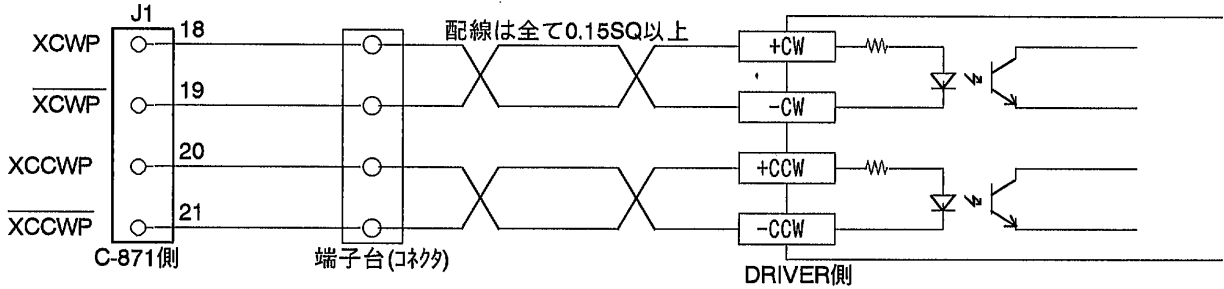 J1
XCWP
18
配線は全て0.15SQ以上
+CW
XCWP
19
-CW
XCCWP
20
+CCW
XCCWP
21
-CCW
C-871側
端子台(コネクタ)
DRIVER側